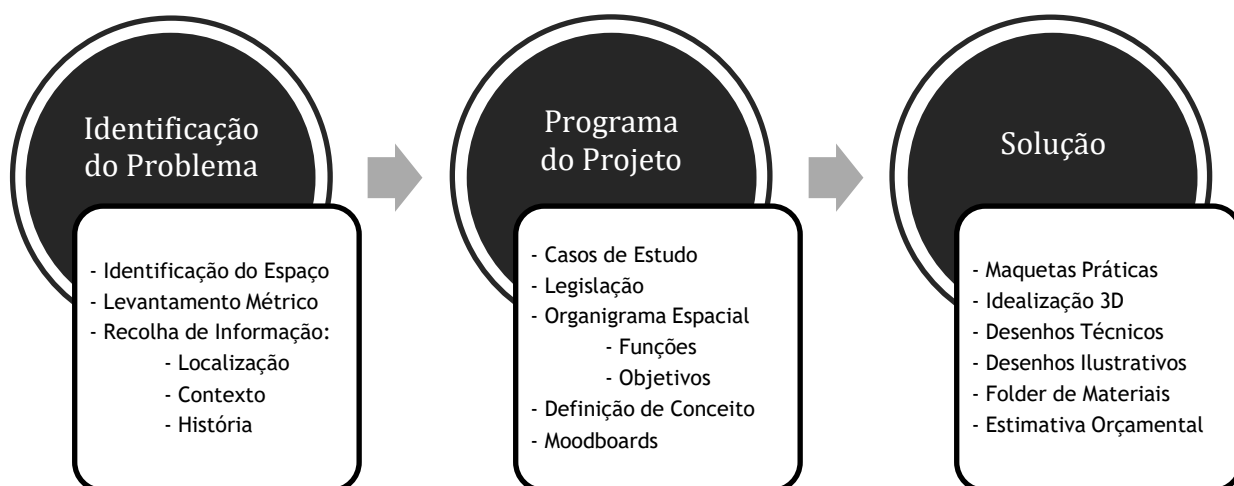 Identificação
do Problema
- Identificação do Espaço
- Levantamento Métrico
- Recolha de Informação:
- Localização
- Contexto
- História
Programa
do Projeto
- Casos de Estudo
- Legislação
- Organigrama Espacial
- Funções
- Objetivos
- Definição de Conceito
- Moodboards
Solução
- Maquetas Práticas
- Idealização 3D
- Desenhos Técnicos
- Desenhos Ilustrativos
- Folder de Materiais
- Estimativa Orçamental